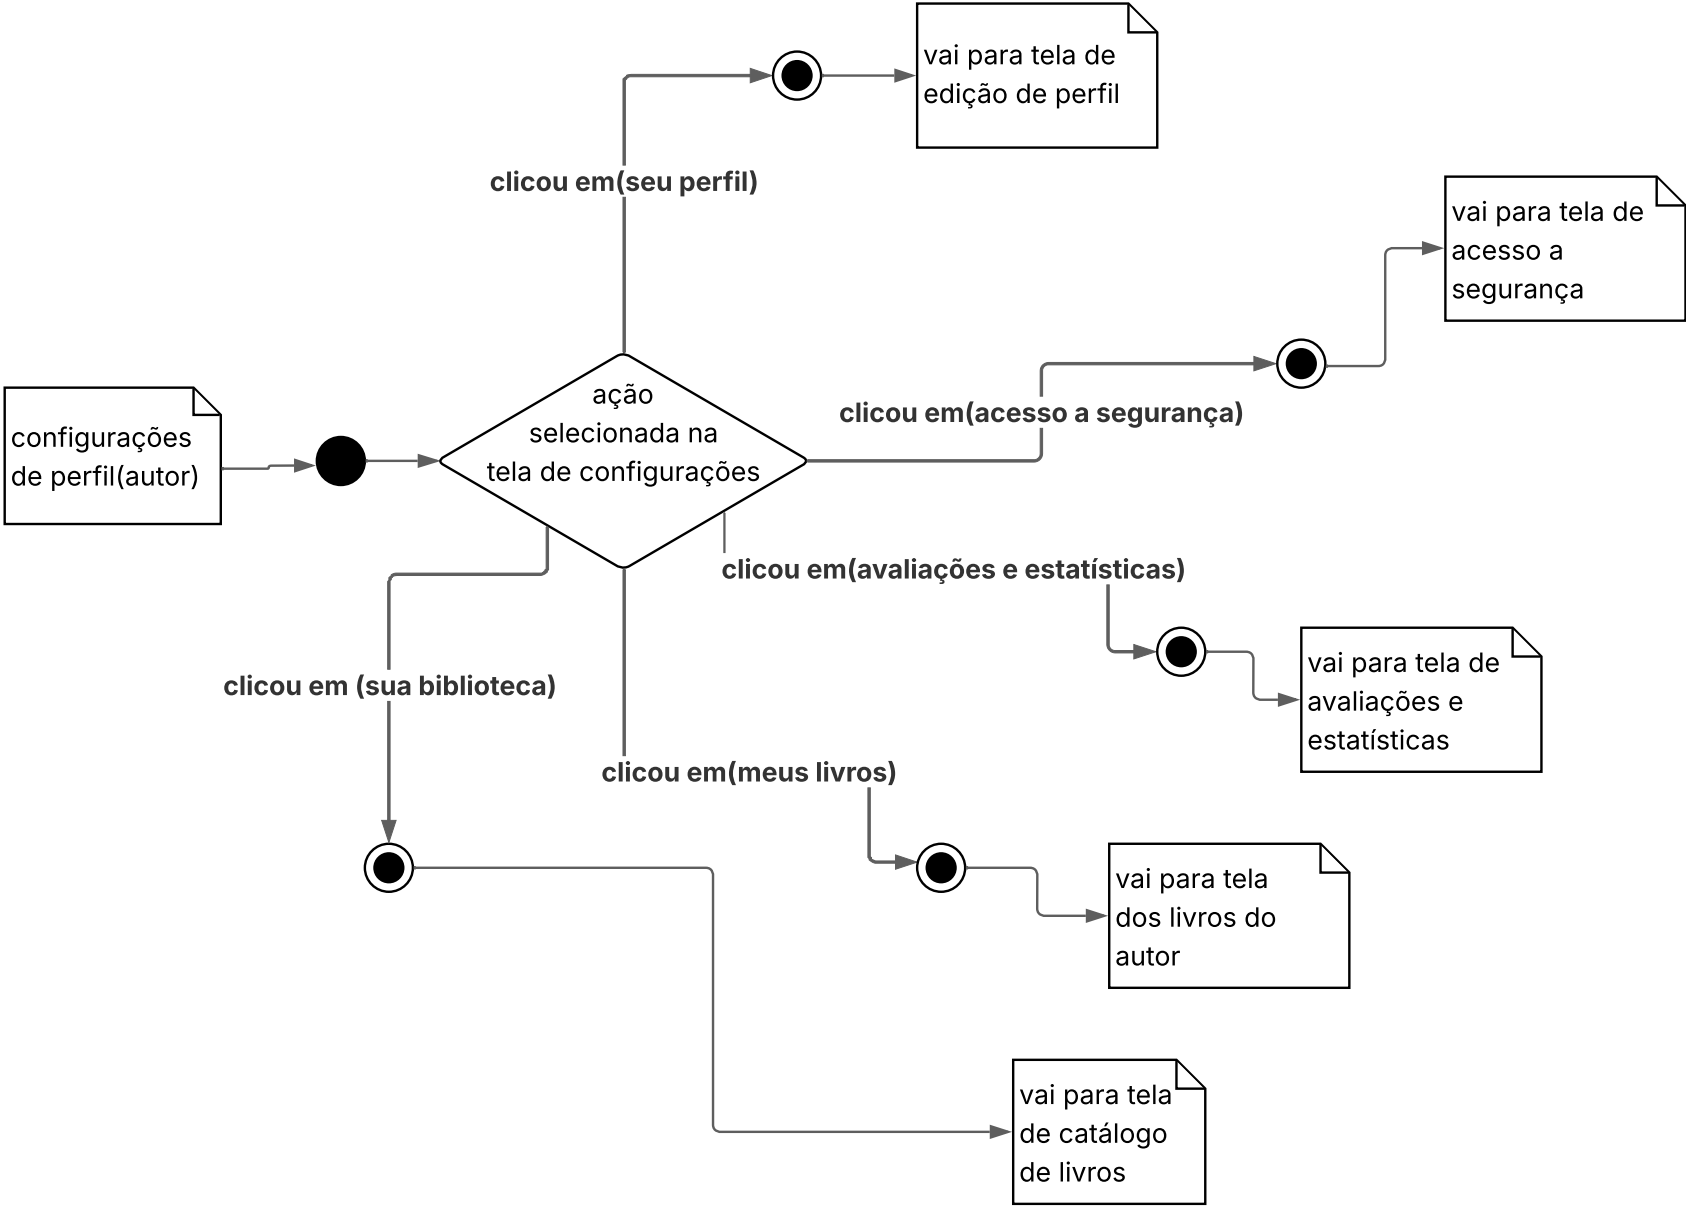 vai para tela de
edição de perfil
clicou em(seu perfil)
vai para tela de
acesso a
segurança
configurações
de perfil(autor)
ação
selecionada na
tela de configurações
clicou em(acesso a segurança)
clicou em(avaliações e estatísticas)
vai para tela de
avaliações e
estatísticas
clicou em (sua biblioteca)
clicou em(meus livros)
vai para tela
dos livros do
autor
vai para tela
de catálogo
de livros